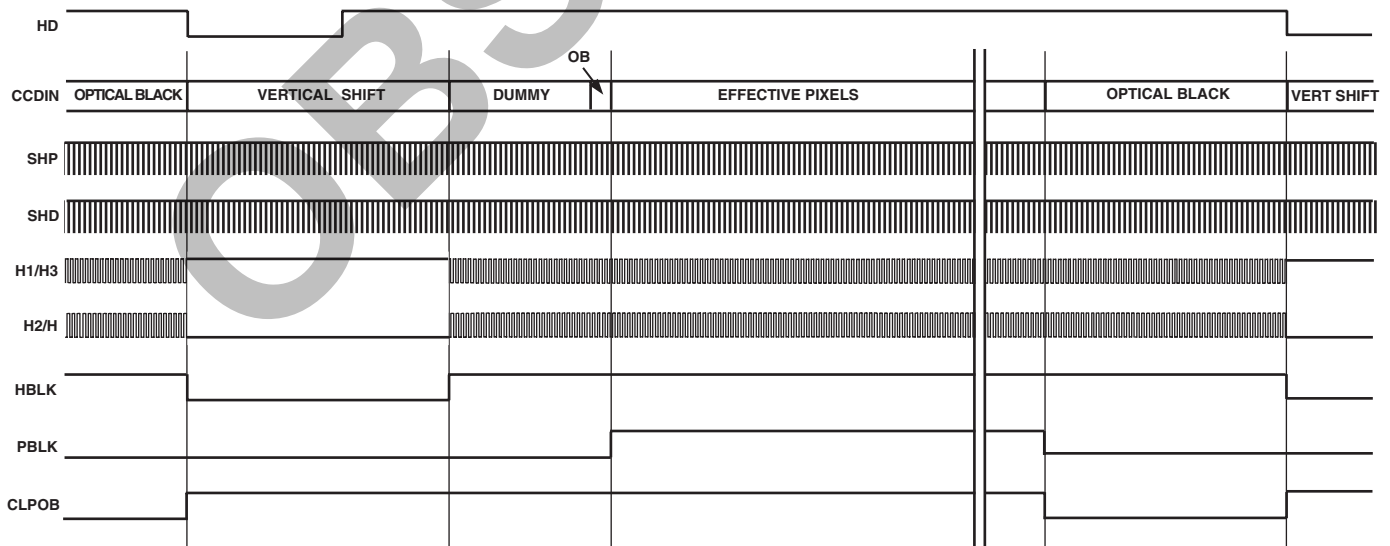 HD
OB
CCDIN OPTICAL BLACK VERTICAL SHIFT DUMMY EFFECTIVE PIXELS OPTICAL BLACK VERT SHIFT
SHP
SHD
H1/H3
H2/H
HBLK
PBLK
CLPOB
OBS